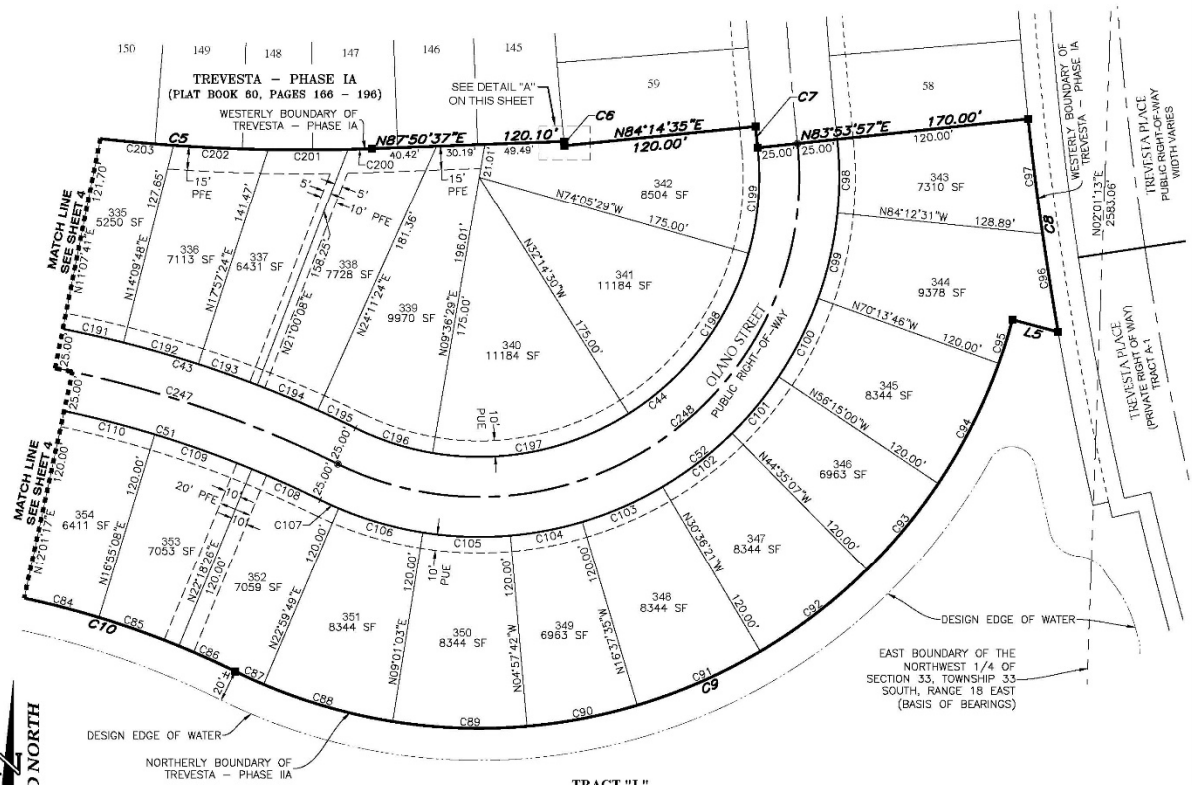 150
149
148
147
146
145
TREVESTA - PHASE IA
(PLAT BOOK 60, PAGES 166 - 196)
WESTERLY BOUNDARY OF
TREVESTA - PHASE IA
SEE DETAIL "A"
ON THIS SHEET
59
58
C7
C6
C5
N87°50'37"E
120.10'
N84°14'35"E
120.00'
N83°53'57"E
170.00'
120.00'
25.00'
25.00'
C203
C202
C201
C200
40.42'
30.19'
49.49'
21.01'
15'
PFE
5'
5'
10' PFE
15'
PFE
WESTERLY BOUNDARY OF
TREVESTA - PHASE IA
N02°01'13"E
2583.06'
TREVESTA PLACE
PUBLIC RIGHT-OF-WAY
WIDTH VARIES
TREVESTA PLACE
(PRIVATE RIGHT OF WAY)
TRACT A-1
MATCH LINE
SEE SHEET 4
N11°07'41"E
121.70'
335
5250 SF
127.65'
N14°09'48"E
336
7113 SF
141.47'
N17°57'24"E
337
6431 SF
158.25'
N21°00'08"E
338
7728 SF
181.36'
N24°11'24"E
339
9970 SF
196.01'
175.00'
N09°36'29"E
340
11184 SF
N32°14'30"W
175.00'
341
11184 SF
N74°05'29"W
175.00'
342
8504 SF
C199
C98
343
7310 SF
N84°12'31"W
128.89'
C97
C8
C96
344
9378 SF
L5
C95
C99
N70°13'46"W
120.00'
C198
OLANO STREET
PUBLIC RIGHT-OF-WAY
C100
345
8344 SF
C94
N56°15'00"W
120.00'
C101
346
6963 SF
N44°35'07"W
120.00'
C93
C191
C192
C43
C193
C194
C195
C196
C197
C44
C248
C52
C102
10'
PUE
25.00'
25.00'
C247
25.00'
25.00'
C110
C51
C109
C108
C107
C106
C105
C104
C103
10'
PUE
20' PFE
10'
10'
MATCH LINE
SEE SHEET 4
120.00'
N12°01'17"E
354
6411 SF
120.00'
N16°55'08"E
353
7053 SF
N22°18'26"E
120.00'
352
7059 SF
120.00'
N22°59'49"E
351
8344 SF
120.00'
N09°01'03"E
350
8344 SF
120.00'
N04°57'42"W
349
6963 SF
120.00'
N16°37'35"W
348
8344 SF
N30°36'21"W
120.00'
347
8344 SF
C84
C10
C85
C86
C87
C88
C89
C90
C91
C9
C92
20'±
DESIGN EDGE OF WATER
NORTHERLY BOUNDARY OF
TREVESTA - PHASE IIA
DESIGN EDGE OF WATER
EAST BOUNDARY OF THE
NORTHWEST 1/4 OF
SECTION 33, TOWNSHIP 33
SOUTH, RANGE 18 EAST
(BASIS OF BEARINGS)
NORTH
TRACT "L"